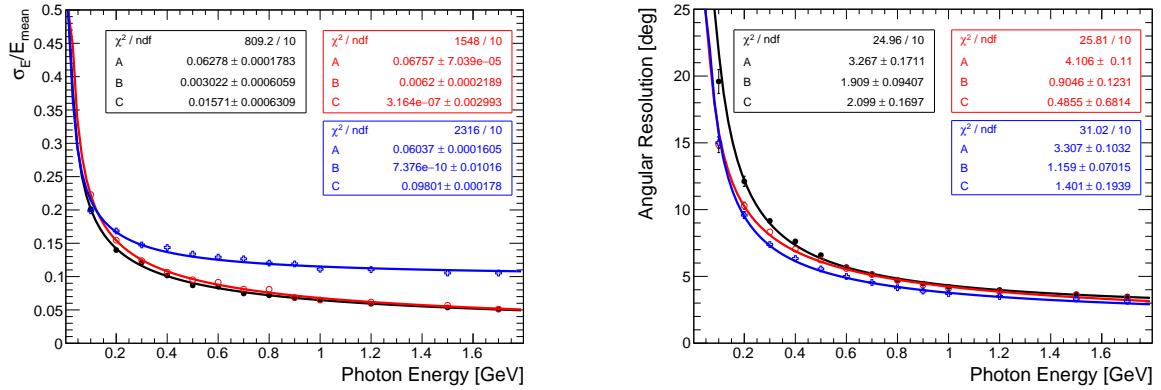 σE/Emean
0.5
0.45
0.4
0.35
0.3
0.25
0.2
0.15
0.1
0.05
0
χ² / ndf 809.2 / 10
A 0.06278 ± 0.0001783
B 0.003022 ± 0.0006059
C 0.01571 ± 0.0006309
χ² / ndf 1548 / 10
A 0.06757 ± 7.039e−05
B 0.0062 ± 0.0002189
C 3.164e−07 ± 0.002993
χ² / ndf 2316 / 10
A 0.06037 ± 0.0001605
B 7.376e−10 ± 0.01016
C 0.09801 ± 0.000178
0.2 0.4 0.6 0.8 1 1.2 1.4 1.6
Photon Energy [GeV]
Angular Resolution [deg]
25
20
15
10
5
0
χ² / ndf 24.96 / 10
A 3.267 ± 0.1711
B 1.909 ± 0.09407
C 2.099 ± 0.1697
χ² / ndf 25.81 / 10
A 4.106 ± 0.11
B 0.9046 ± 0.1231
C 0.4855 ± 0.6814
χ² / ndf 31.02 / 10
A 3.307 ± 0.1032
B 1.159 ± 0.07015
C 1.401 ± 0.1939
0.2 0.4 0.6 0.8 1 1.2 1.4 1.6
Photon Energy [GeV]